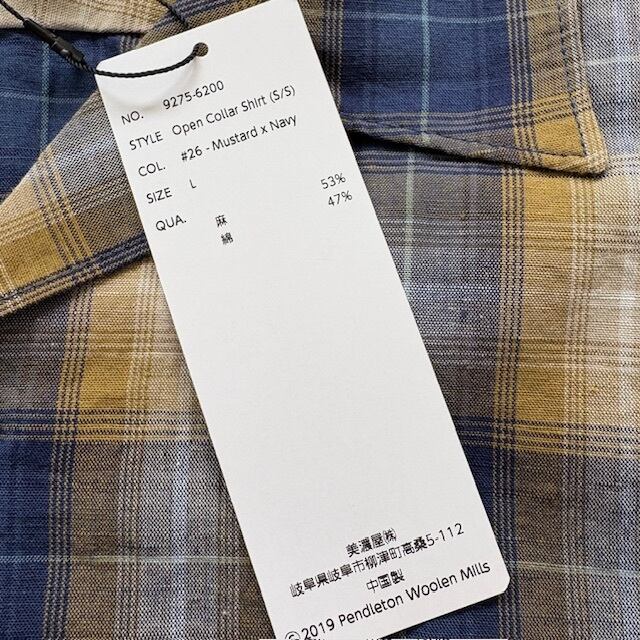 NO. 9275-6200
STYLE Open Collar Shirt (S/S)
COL. #26 - Mustard x Navy
SIZE L
QUA. 麻 53%
綿 47%
美濃屋㈱
岐阜県岐阜市柳津町高桑5-112
中国製
©2019 Pendleton Woolen Mills